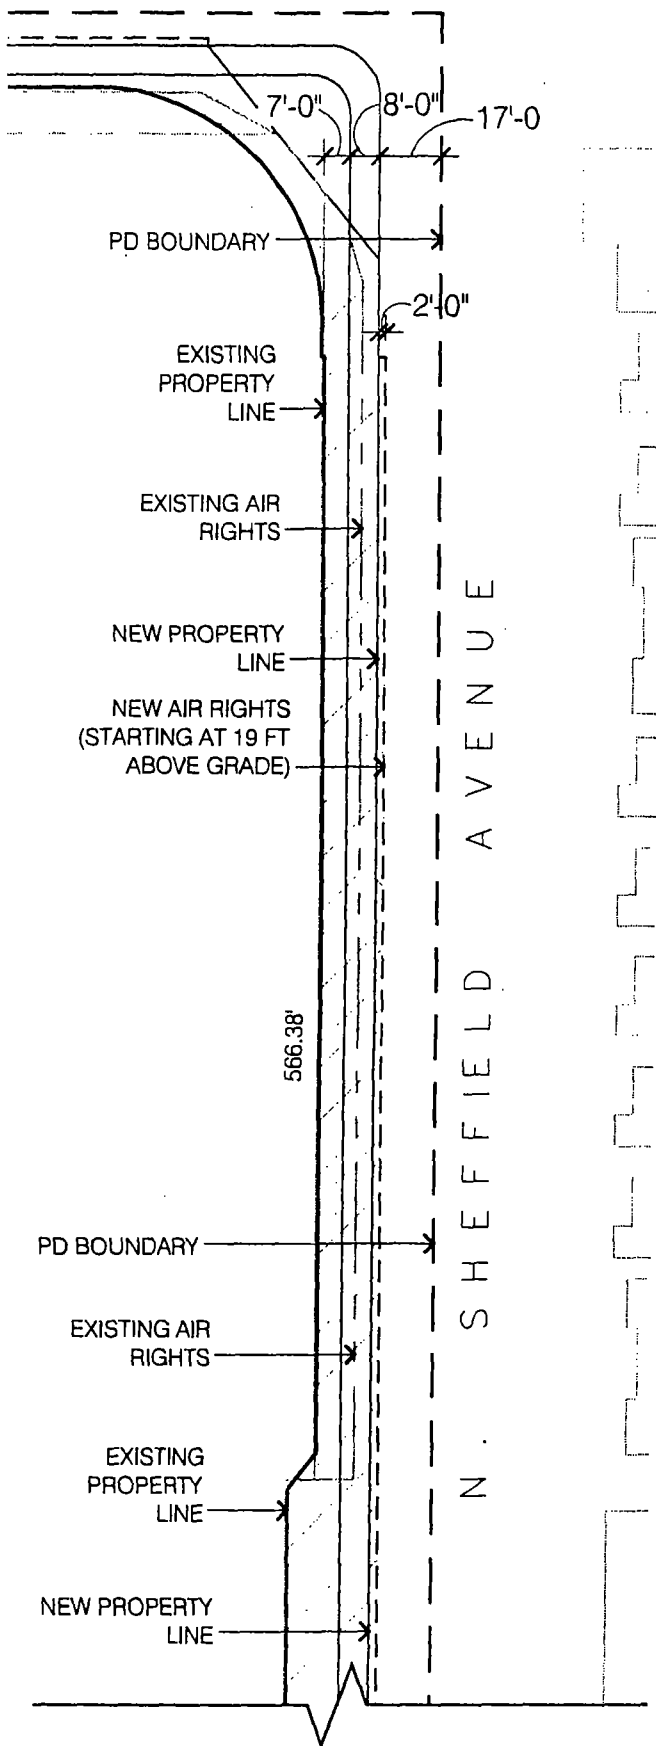 7'-0"
8'-0"
17'-0
PD BOUNDARY
2'-0"
EXISTING
PROPERTY
LINE
EXISTING AIR
RIGHTS
NEW PROPERTY
LINE
NEW AIR RIGHTS
(STARTING AT 19 FT
ABOVE GRADE)
N. SHEFFIELD AVENUE
566.38'
PD BOUNDARY
EXISTING AIR
RIGHTS
EXISTING
PROPERTY
LINE
NEW PROPERTY
LINE